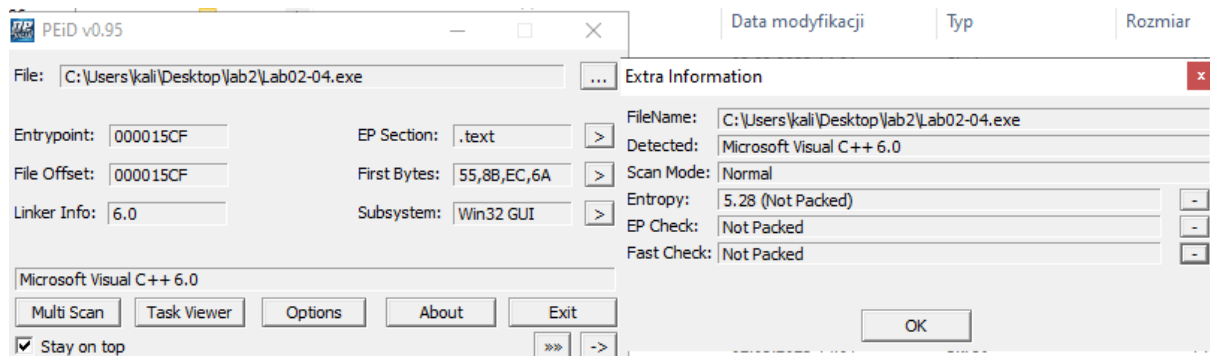 PEiD v0.95
File: C:\Users\kali\Desktop\lab2\Lab02-04.exe ...
Entrypoint: 000015CF EP Section: .text >
File Offset: 000015CF First Bytes: 55,8B,EC,6A >
Linker Info: 6.0 Subsystem: Win32 GUI >
Microsoft Visual C++ 6.0
Multi Scan Task Viewer Options About Exit
Stay on top »» ->
Data modyfikacji Typ Rozmiar
Extra Information x
FileName: C:\Users\kali\Desktop\lab2\Lab02-04.exe
Detected: Microsoft Visual C++ 6.0
Scan Mode: Normal
Entropy: 5.28 (Not Packed) -
EP Check: Not Packed -
Fast Check: Not Packed -
OK